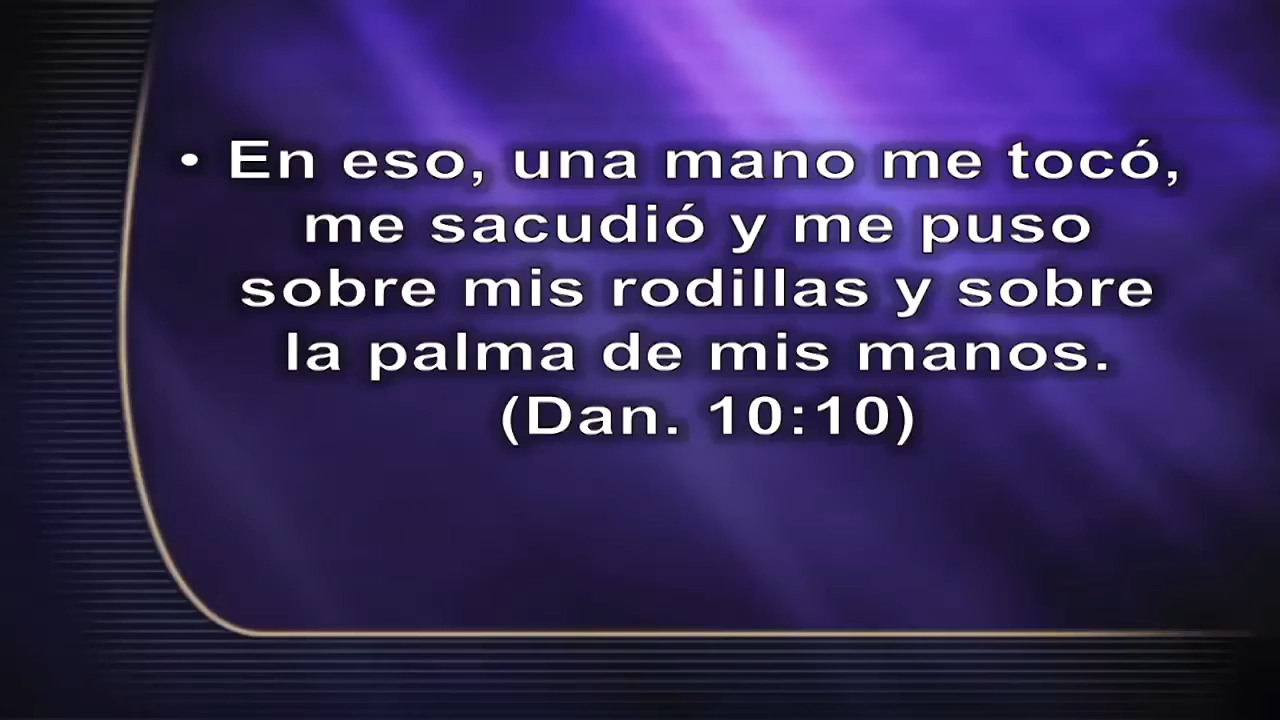 • En eso, una mano me tocó,
me sacudió y me puso
sobre mis rodillas y sobre
la palma de mis manos.
(Dan. 10:10)